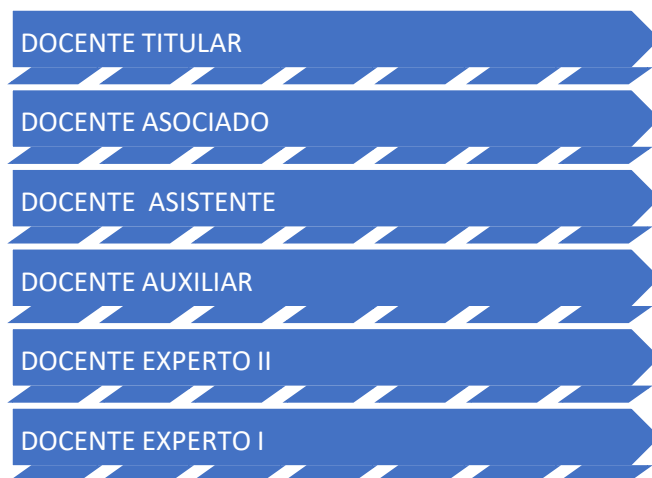 DOCENTE TITULAR
DOCENTE ASOCIADO
DOCENTE ASISTENTE
DOCENTE AUXILIAR
DOCENTE EXPERTO II
DOCENTE EXPERTO I